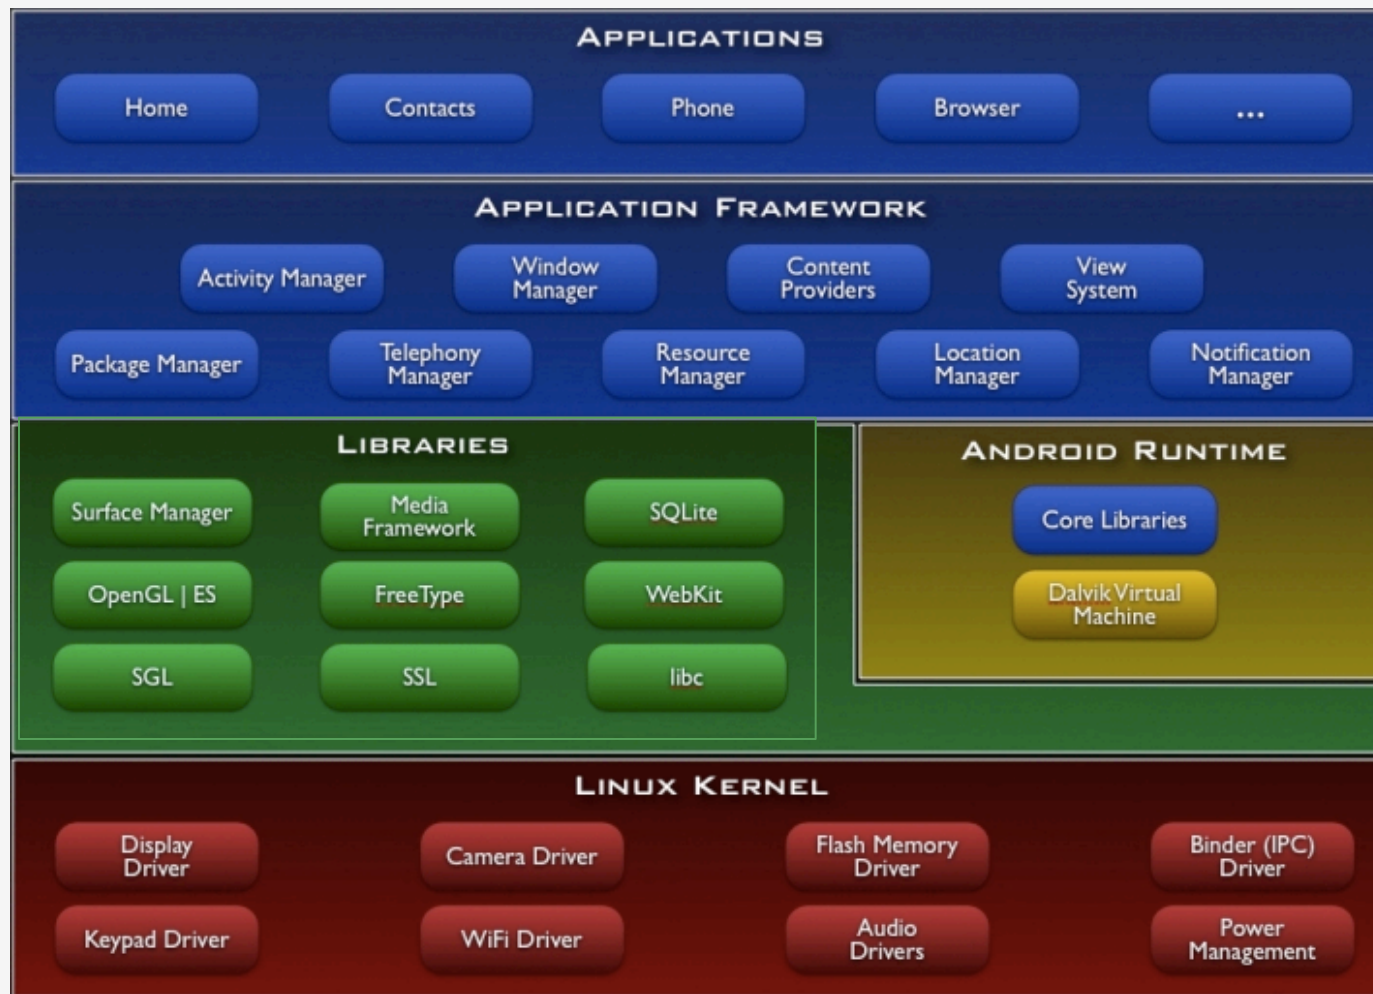 APPLICATIONS
Home
Contacts
Phone
Browser
...
APPLICATION FRAMEWORK
Activity Manager
Window
Manager
Content
Providers
View
System
Package Manager
Telephony
Manager
Resource
Manager
Location
Manager
Notification
Manager
LIBRARIES
Surface Manager
Media
Framework
SQLite
OpenGL | ES
FreeType
WebKit
SGL
SSL
libc
ANDROID RUNTIME
Core Libraries
Dalvik Virtual
Machine
LINUX KERNEL
Display
Driver
Camera Driver
Flash Memory
Driver
Binder (IPC)
Driver
Keypad Driver
WiFi Driver
Audio
Drivers
Power
Management